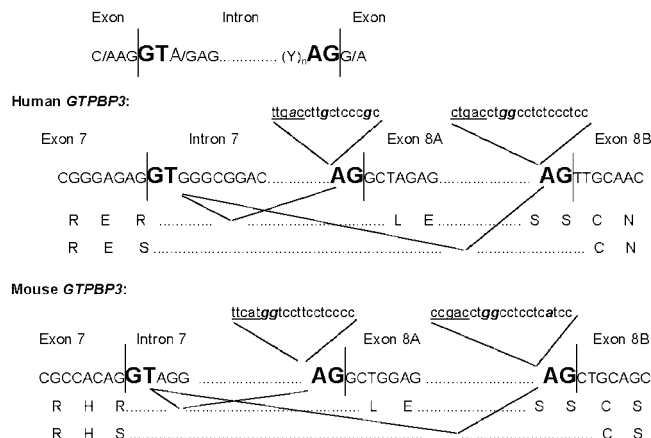 Exon Intron Exon
C/AAGGTA/GAG............. (Y)nAGG/A
Human GTPBP3:
ttgaccttgctcccgc ctgacctggcctctccctcc
Exon 7 Intron 7 Exon 8A Exon 8B
CGGGAGAGGTGGGCGGAC................AGGCTAGAG.......................AGTTGCAAC
R E R ................................ L E ................... S S C N
R E S ............................................................ C N
Mouse GTPBP3:
ttcatggtccttcctcccc ccgacctggcctcctcatcc
Exon 7 Intron 7 Exon 8A Exon 8B
CGCCACAGGTAGG .....................AGGCTGGAG.......................AGCTGCAGC
R H R........................... L E ........................ S S C S
R H S ............................................................ C S